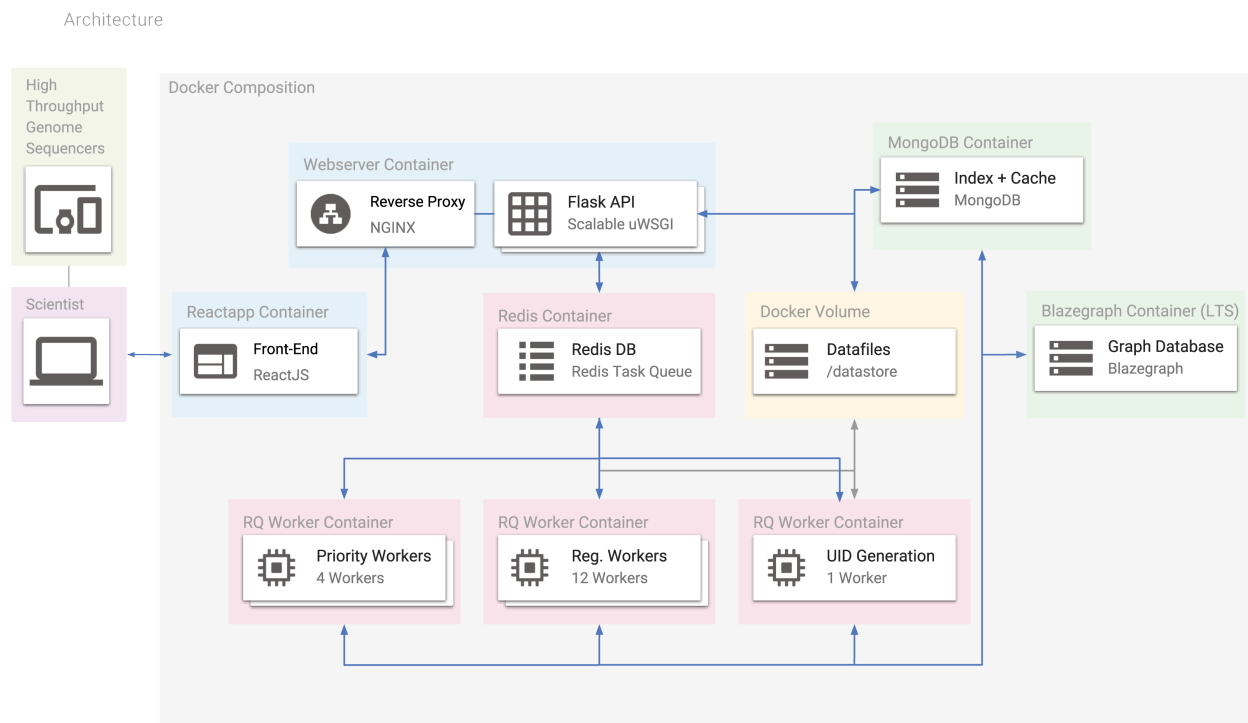 Architecture
High
Throughput
Genome
Sequencers
Scientist
Docker Composition
Webserver Container
Reverse Proxy
NGINX
Flask API
Scalable uWSGI
MongoDB Container
Index + Cache
MongoDB
Reactapp Container
Front-End
ReactJS
Redis Container
Redis DB
Redis Task Queue
Docker Volume
Datafiles
/datastore
Blazegraph Container (LTS)
Graph Database
Blazegraph
RQ Worker Container
Priority Workers
4 Workers
RQ Worker Container
Reg. Workers
12 Workers
RQ Worker Container
UID Generation
1 Worker